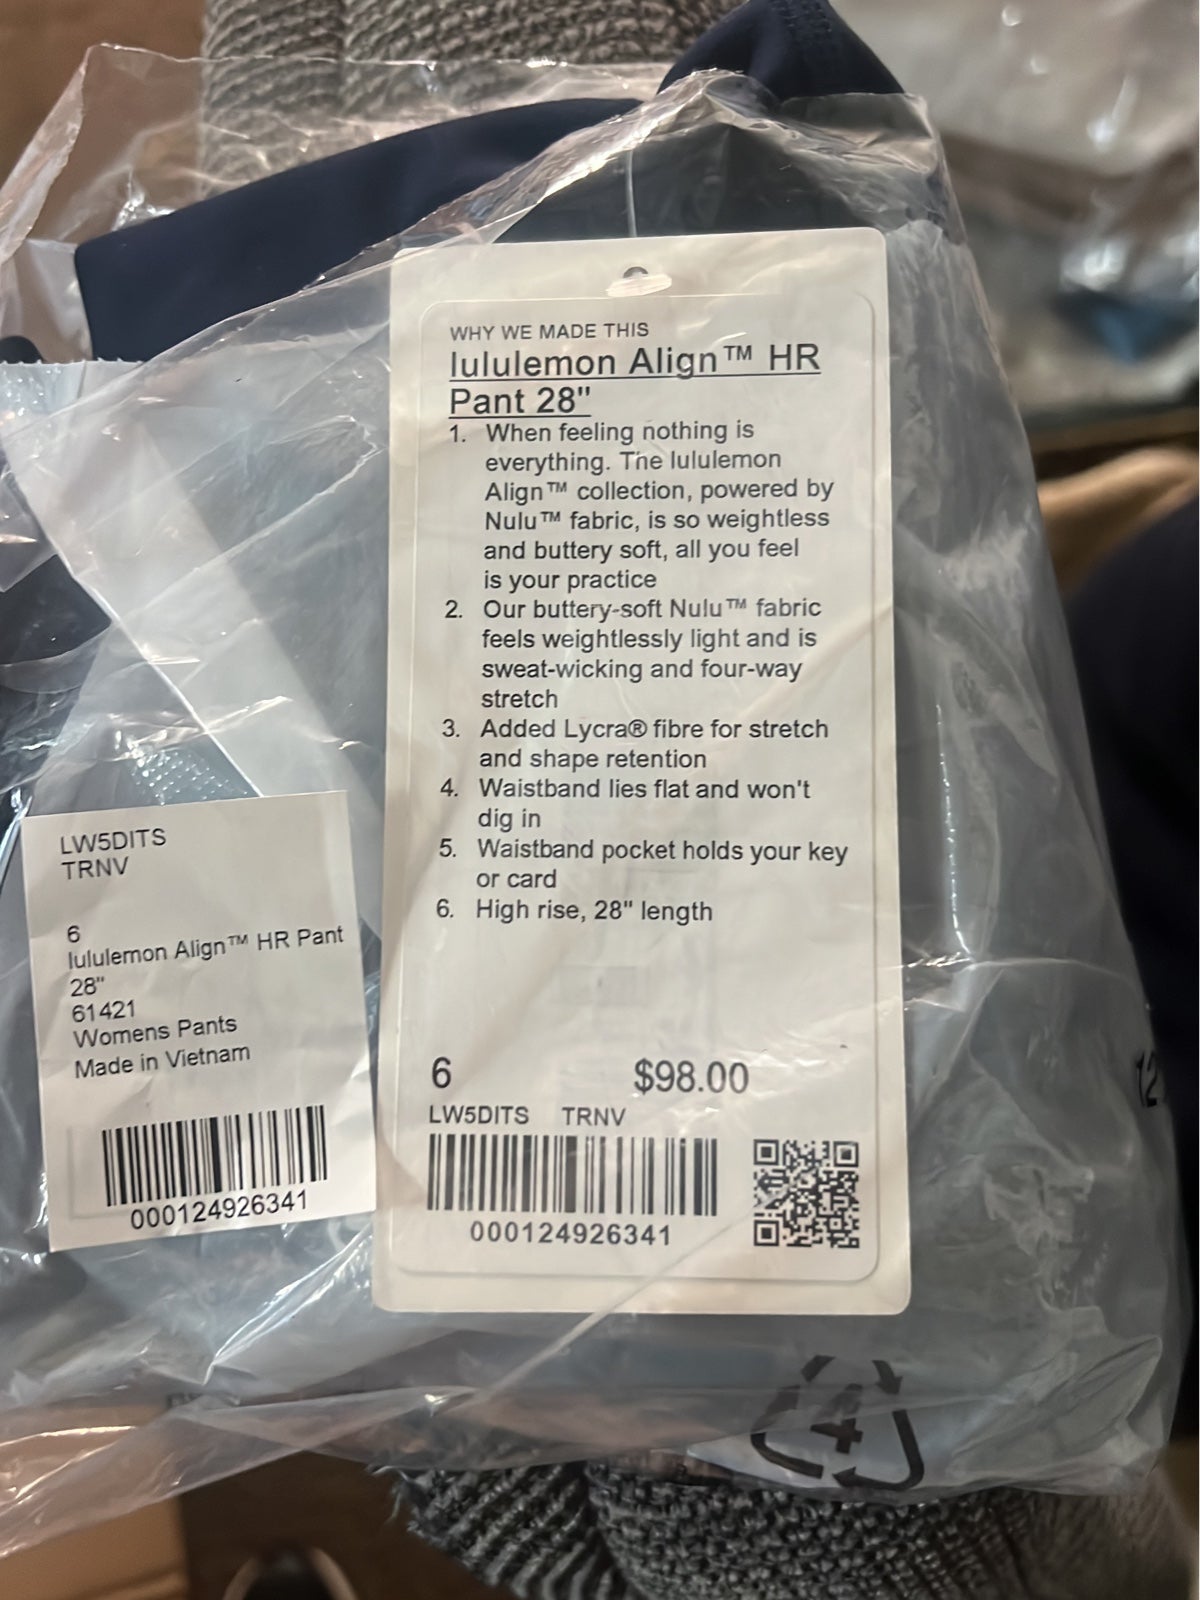 WHY WE MADE THIS
lululemon Align™ HR
Pant 28"
1. When feeling nothing is
everything. The lululemon
Align™ collection, powered by
Nulu™ fabric, is so weightless
and buttery soft, all you feel
is your practice
2. Our buttery-soft Nulu™ fabric
feels weightlessly light and is
sweat-wicking and four-way
stretch
3. Added Lycra® fibre for stretch
and shape retention
4. Waistband lies flat and won't
dig in
5. Waistband pocket holds your key
or card
6. High rise, 28" length
6 $98.00
LW5DITS TRNV
000124926341
LW5DITS
TRNV
6
lululemon Align™ HR Pant
28"
61421
Womens Pants
Made in Vietnam
000124926341
4